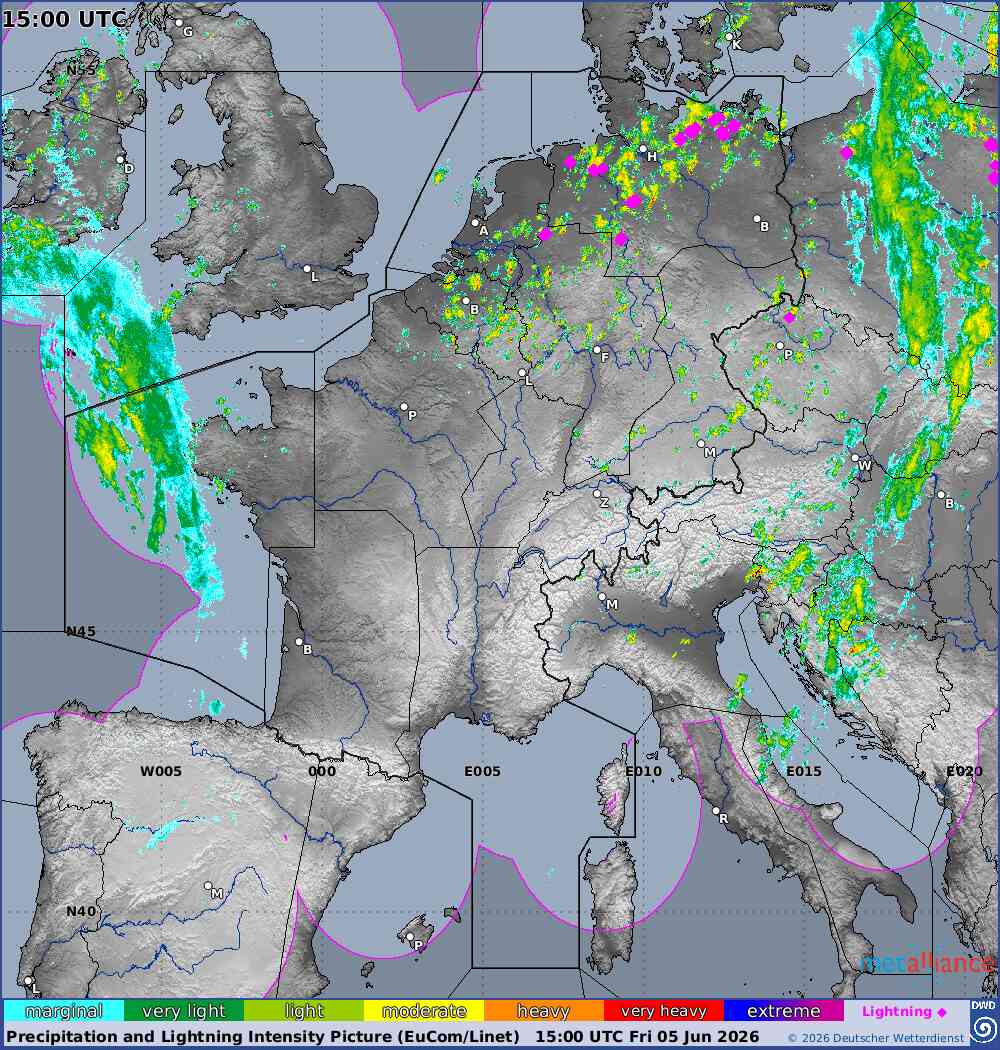 15:00 UTC
G
K
N55
D
H
A
B
L
B
F
P
L
P
M
W
B
Z
M
N45
B
W005 000 E005 E010 E015 E020
R
M
N40
P
L
metalliance
marginal very light light moderate heavy very heavy extreme Lightning ◆ DWD
Precipitation and Lightning Intensity Picture (EuCom/Linet) 15:00 UTC Fri 05 Jun 2026 © 2026 Deutscher Wetterdienst